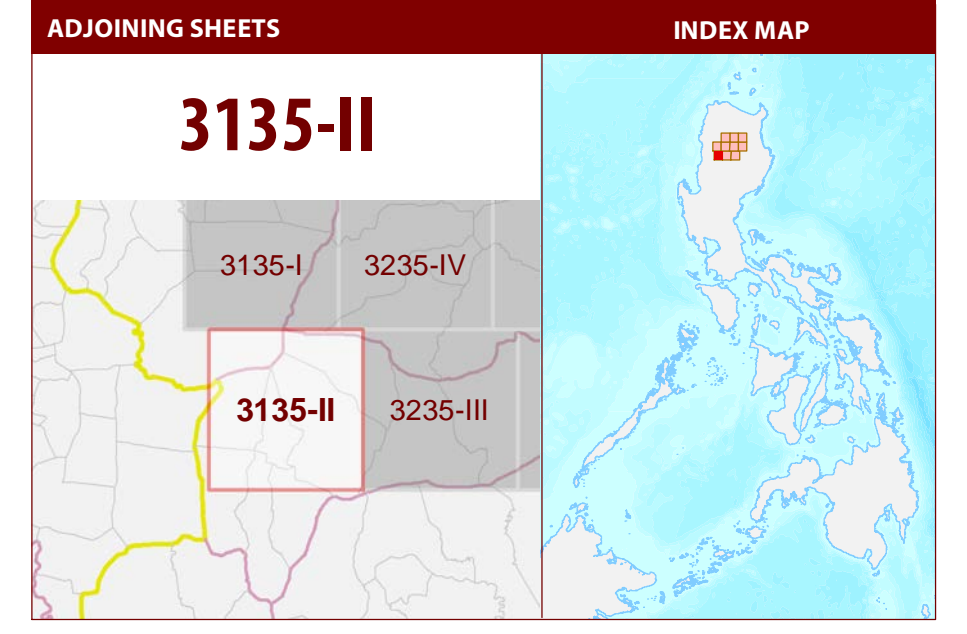 ADJOINING SHEETS
INDEX MAP
3135-II
3135-I
3235-IV
3135-II
3235-III